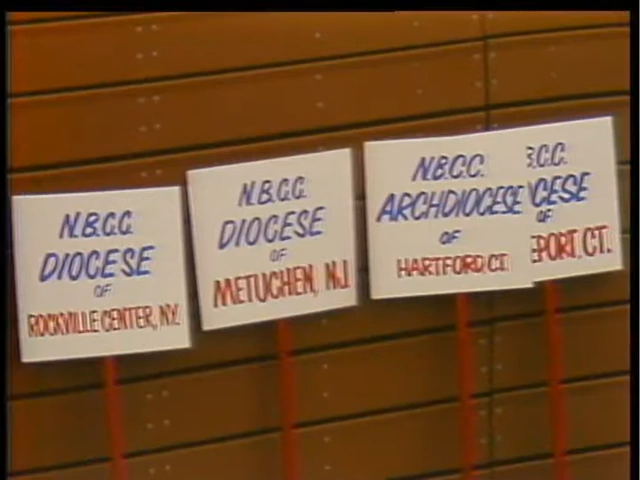 N.B.C.C.
DIOCESE
OF
ROCKVILLE CENTER, N.Y.
N.B.C.C.
DIOCESE
OF
METUCHEN, N.J.
N.B.C.C.
ARCHDIOCESE
OF
HARTFORD, CT.
.C.C.
CESE
OF
EPORT, CT.